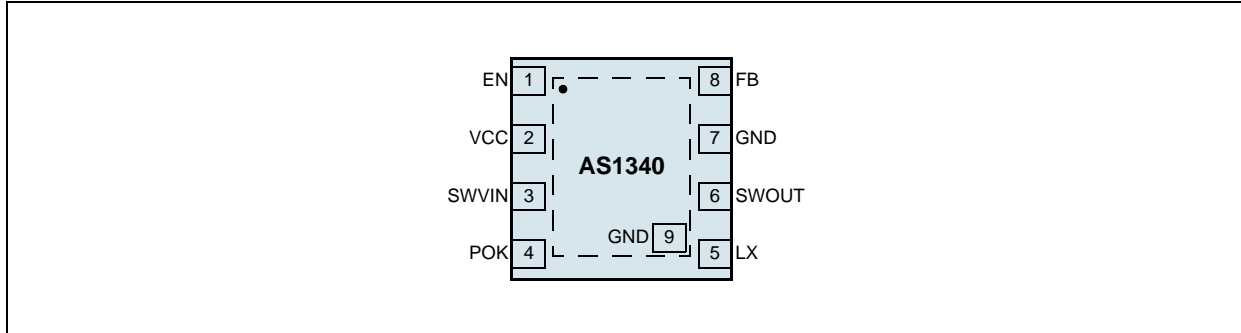 EN 1 8 FB
VCC 2 7 GND
AS1340
SWVIN 3 6 SWOUT
GND 9
POK 4 5 LX